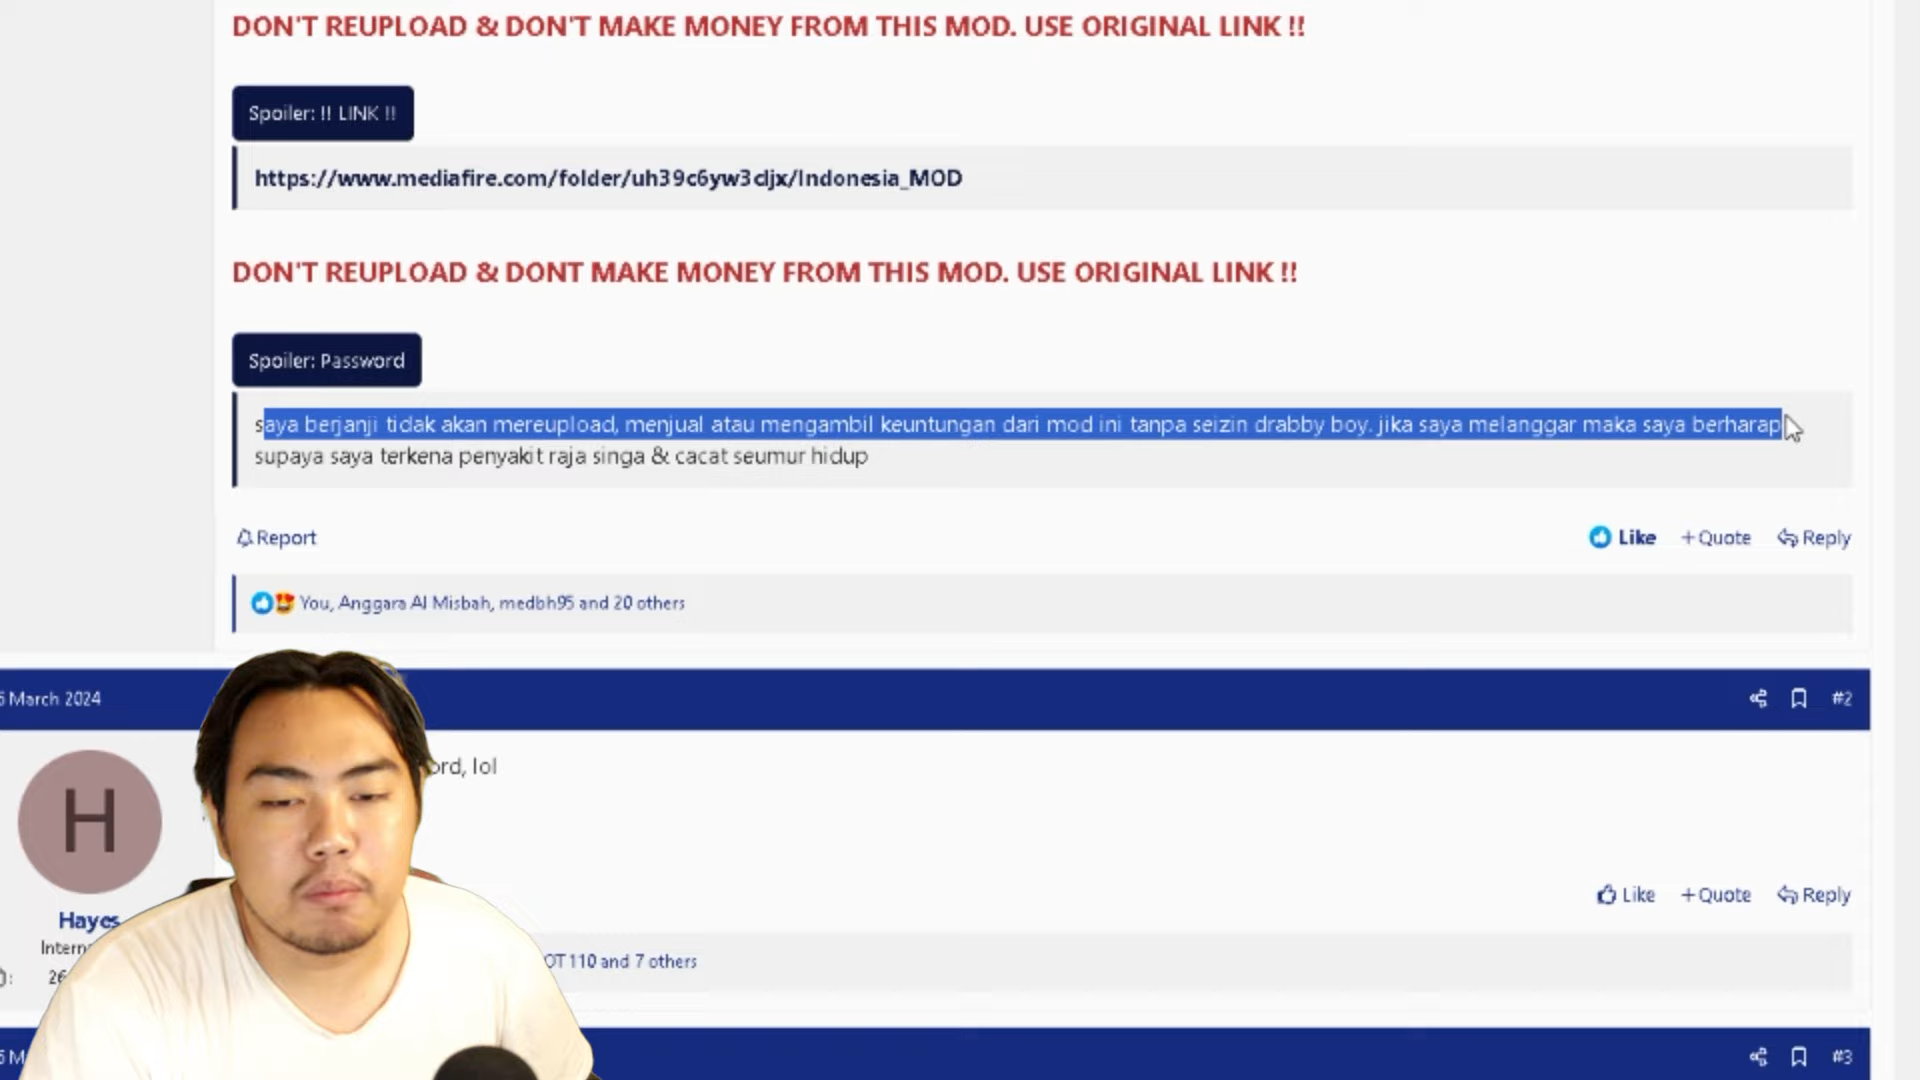 DON'T REUPLOAD & DON'T MAKE MONEY FROM THIS MOD. USE ORIGINAL LINK !!
Spoiler: !! LINK !!
https://www.mediafire.com/folder/uh39c6yw3cljx/Indonesia_MOD
DON'T REUPLOAD & DONT MAKE MONEY FROM THIS MOD. USE ORIGINAL LINK !!
Spoiler: Password
saya berjanji tidak akan mereupload, menjual atau mengambil keuntungan dari mod ini tanpa seizin drabby boy. jika saya melanggar maka saya berharap
supaya saya terkena penyakit raja singa & cacat seumur hidup
Report
Like +Quote Reply
You, Anggara Al Misbah, medbh95 and 20 others
March 2024
#2
lol
H
Like +Quote Reply
Hayes
110 and 7 others
26
#3